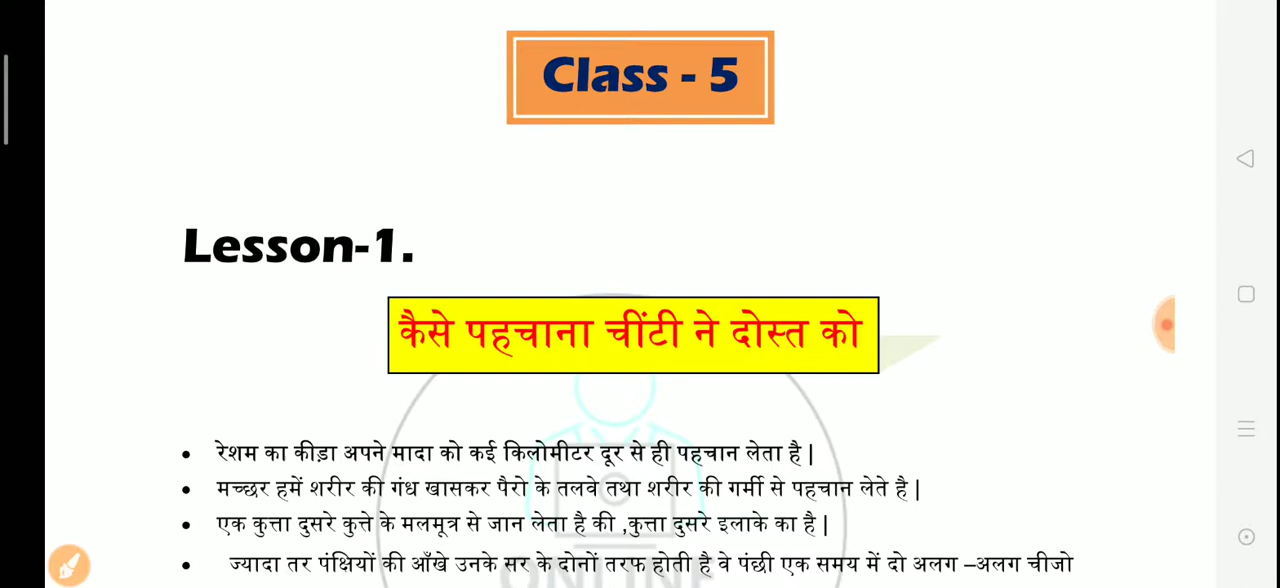 Class - 5
Lesson-1.
कैसे पहचाना चींटी ने दोस्त को
• रेशम का कीड़ा अपने मादा को कई किलोमीटर दूर से ही पहचान लेता है |
• मच्छर हमें शरीर की गंध खासकर पैरो के तलवे तथा शरीर की गर्मी से पहचान लेते है |
• एक कुत्ता दुसरे कुत्ते के मलमूत्र से जान लेता है की ,कुत्ता दुसरे इलाके का है |
• ज्यादा तर पंक्षियों की आँखे उनके सर के दोनों तरफ होती है वे पंछी एक समय में दो अलग –अलग चीजो
ONLINE